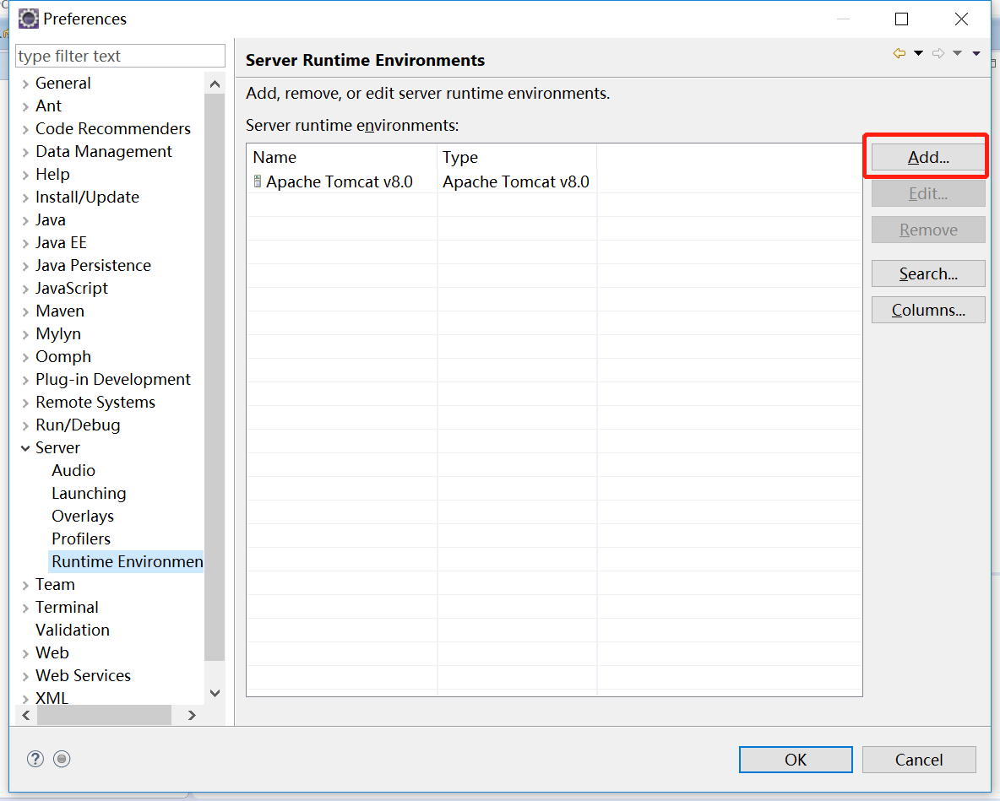 Preferences
type filter text
General
Ant
Code Recommenders
Data Management
Help
Install/Update
Java
Java EE
Java Persistence
JavaScript
Maven
Mylyn
Oomph
Plug-in Development
Remote Systems
Run/Debug
Server
Audio
Launching
Overlays
Profilers
Runtime Environmen
Team
Terminal
Validation
Web
Web Services
XML
Server Runtime Environments
Add, remove, or edit server runtime environments.
Server runtime environments:
Name Type
Apache Tomcat v8.0 Apache Tomcat v8.0
Add...
Edit...
Remove
Search...
Columns...
OK Cancel